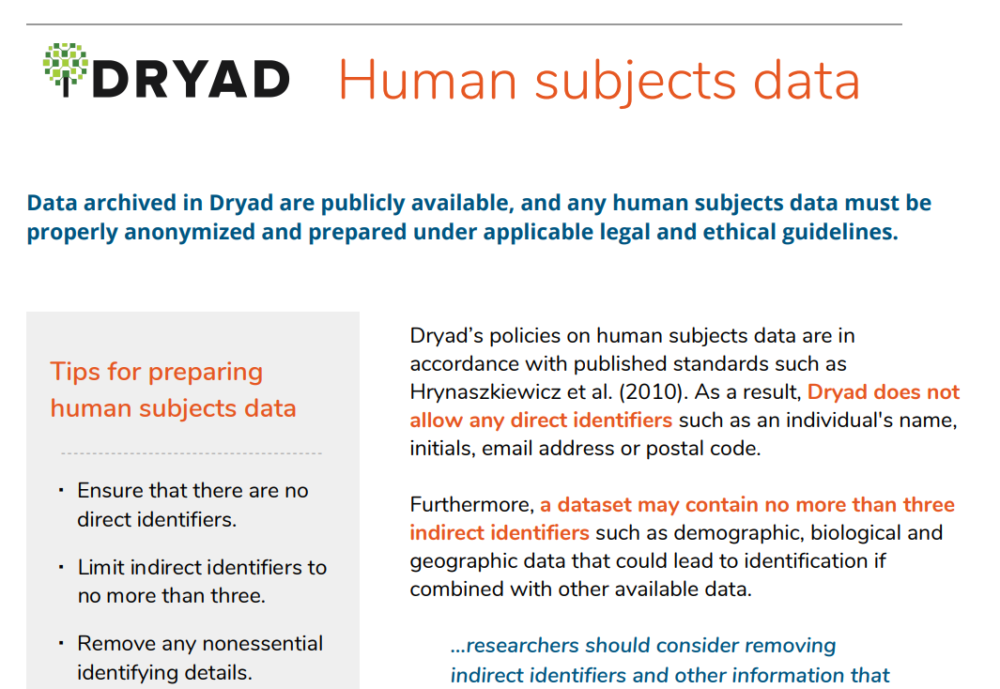 DRYAD Human subjects data
Data archived in Dryad are publicly available, and any human subjects data must be
properly anonymized and prepared under applicable legal and ethical guidelines.
Tips for preparing
human subjects data
· Ensure that there are no
direct identifiers.
· Limit indirect identifiers to
no more than three.
· Remove any nonessential
identifying details.
Dryad’s policies on human subjects data are in
accordance with published standards such as
Hrynaszkiewicz et al. (2010). As a result, Dryad does not
allow any direct identifiers such as an individual's name,
initials, email address or postal code.
Furthermore, a dataset may contain no more than three
indirect identifiers such as demographic, biological and
geographic data that could lead to identification if
combined with other available data.
...researchers should consider removing
indirect identifiers and other information that